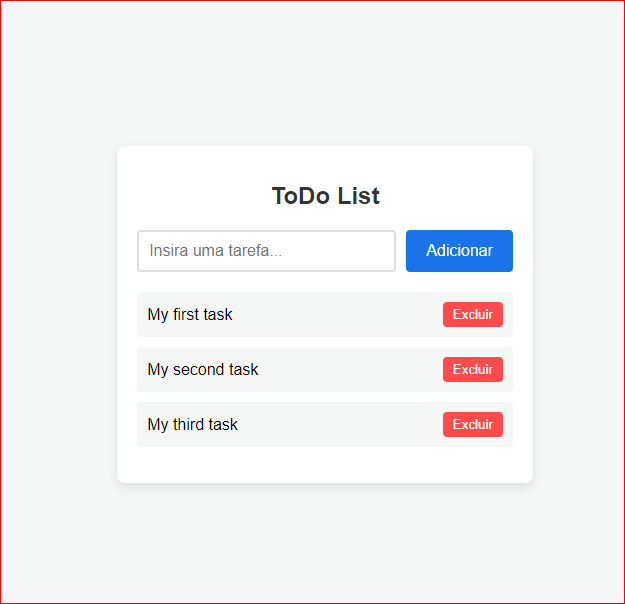 ToDo List
Insira uma tarefa...
Adicionar
My first task
Excluir
My second task
Excluir
My third task
Excluir